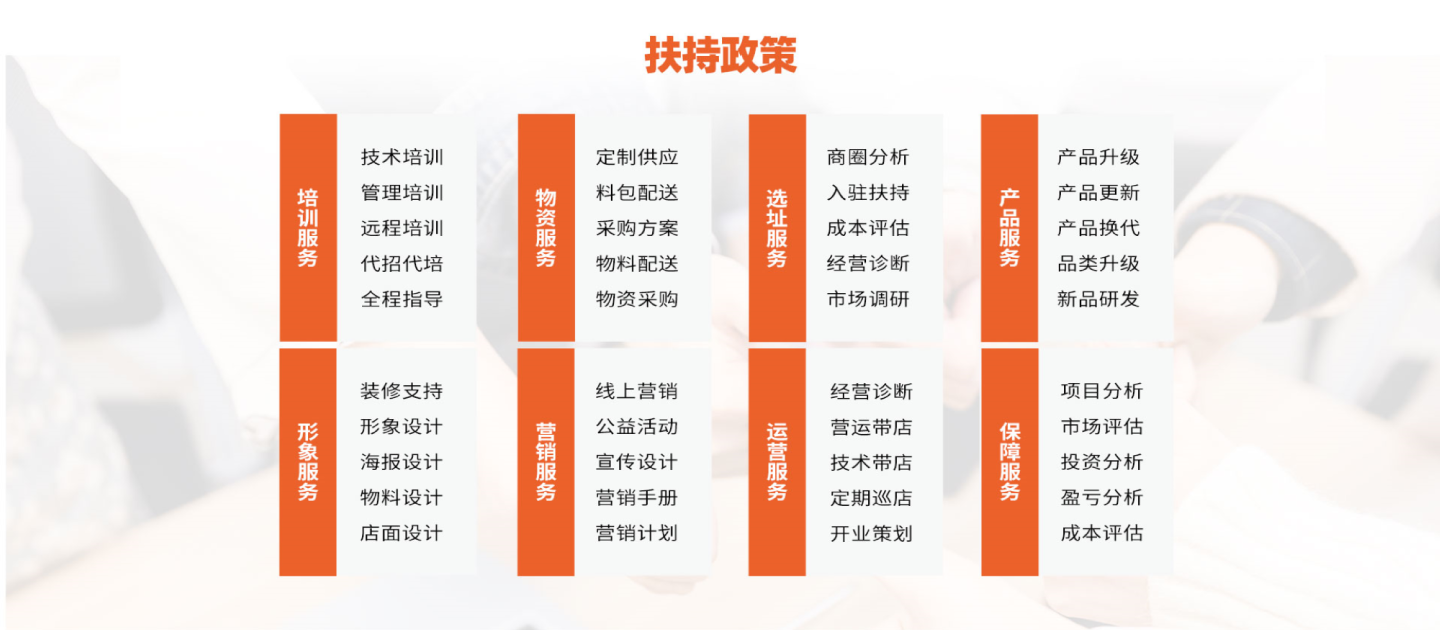 扶持政策
培训服务
技术培训
管理培训
远程培训
代招代培
全程指导
物资服务
定制供应
料包配送
采购方案
物料配送
物资采购
选址服务
商圈分析
入驻扶持
成本评估
经营诊断
市场调研
产品服务
产品升级
产品更新
产品换代
品类升级
新品研发
形象服务
装修支持
形象设计
海报设计
物料设计
店面设计
营销服务
线上营销
公益活动
宣传设计
营销手册
营销计划
运营服务
经营诊断
营运带店
技术带店
定期巡店
开业策划
保障服务
项目分析
市场评估
投资分析
盈亏分析
成本评估